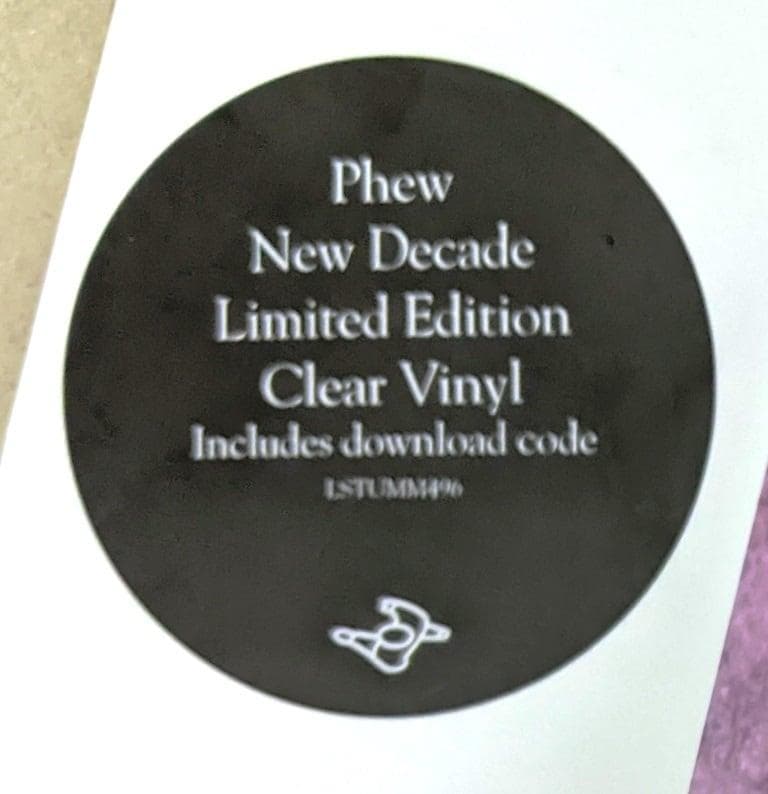 Phew
New Decade
Limited Edition
Clear Vinyl
Includes download code
LSTUMM496